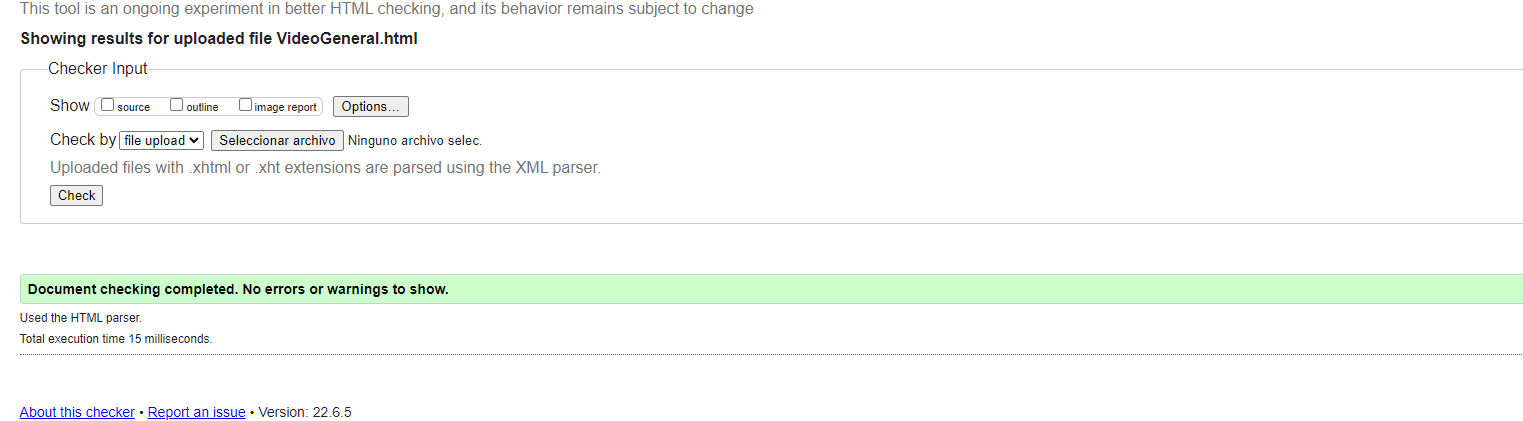 This tool is an ongoing experiment in better HTML checking, and its behavior remains subject to change
Showing results for uploaded file VideoGeneral.html
Checker Input
Show source outline image report Options...
Check by file upload Seleccionar archivo Ninguno archivo selec.
Uploaded files with .xhtml or .xht extensions are parsed using the XML parser.
Check
Document checking completed. No errors or warnings to show.
Used the HTML parser.
Total execution time 15 milliseconds.
About this checker • Report an issue • Version: 22.6.5